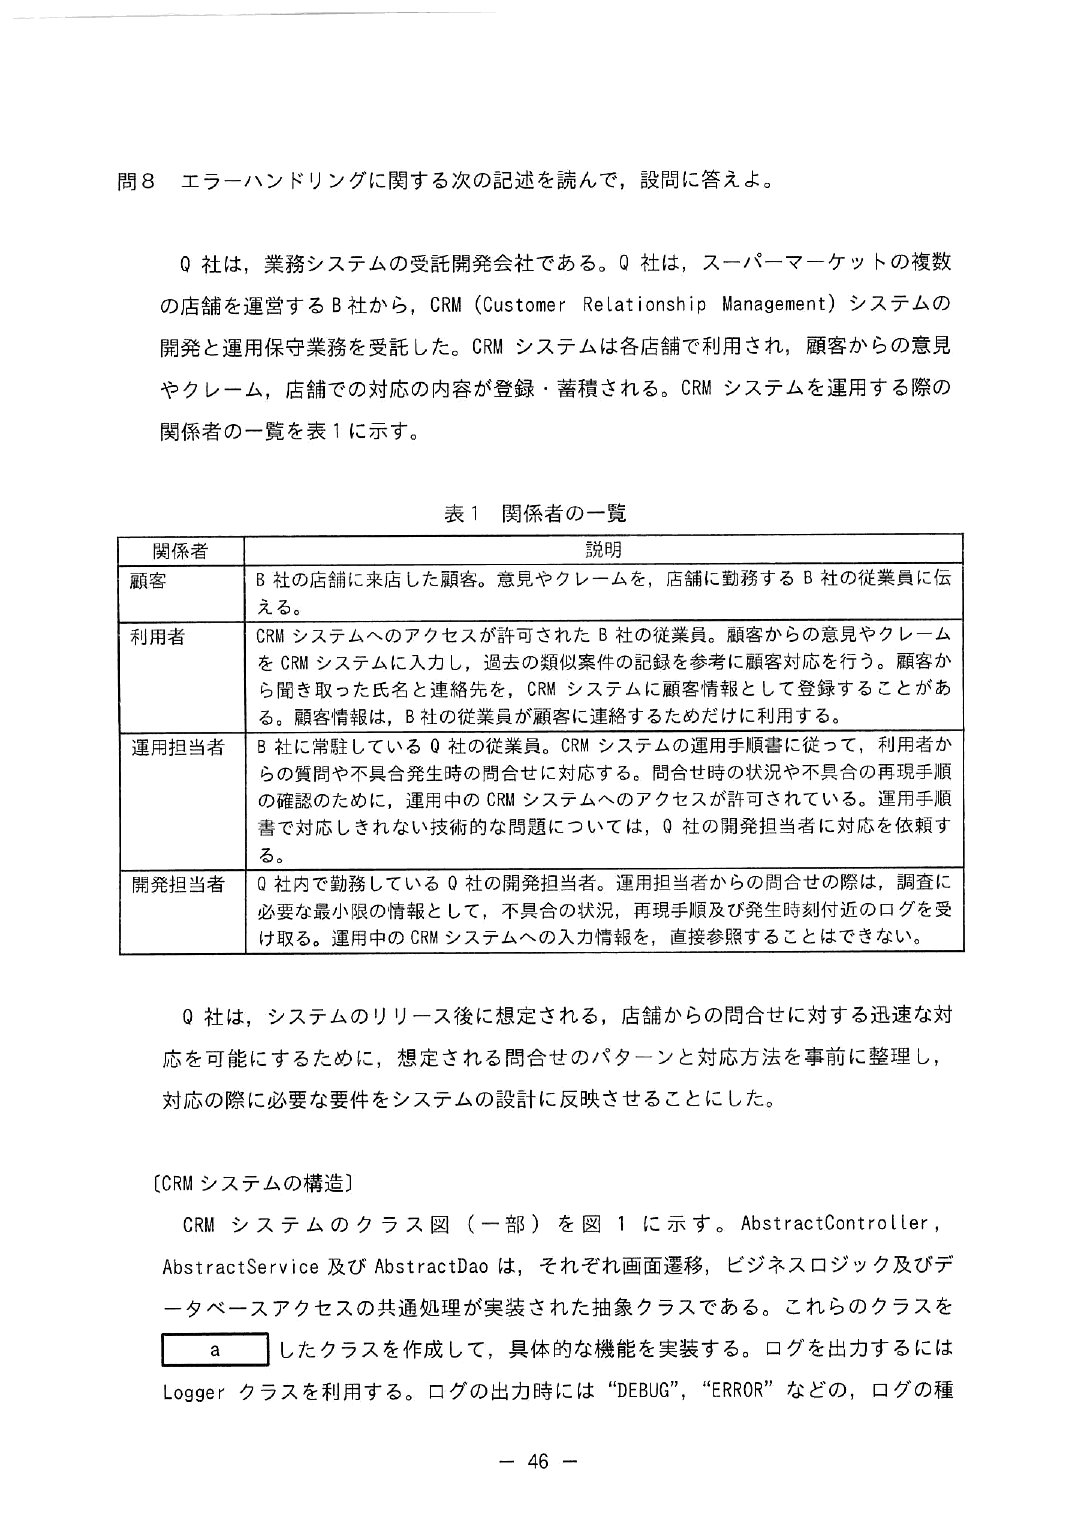 問8 エラーハンドリングに関する次の記述を読んで，設問に答えよ。
Q 社は，業務システムの受託開発会社である。Q 社は，スーパーマーケットの複数
の店舗を運営する B 社から，CRM（Customer Relationship Management）システムの
開発と運用保守業務を受託した。CRM システムは各店舗で利用され，顧客からの意見
やクレーム，店舗での対応の内容が登録・蓄積される。CRM システムを運用する際の
関係者の一覧を表 1 に示す。
表 1 関係者の一覧
関係者 説明
顧客 B 社の店舗に来店した顧客。意見やクレームを，店舗に勤務する B 社の従業員に伝
える。
利用者 CRM システムへのアクセスが許可された B 社の従業員。顧客からの意見やクレーム
を CRM システムに入力し，過去の類似案件の記録を参考に顧客対応を行う。顧客か
ら聞き取った氏名と連絡先を，CRM システムに顧客情報として登録することがあ
る。顧客情報は，B 社の従業員が顧客に連絡するためだけに利用する。
運用担当者 B 社に常駐している Q 社の従業員。CRM システムの運用手順書に従って，利用者か
らの質問や不具合発生時の問合せに対応する。問合せ時の状況や不具合の再現手順
の確認のために，運用中の CRM システムへのアクセスが許可されている。運用手順
書で対応しきれない技術的な問題については，Q 社の開発担当者に対応を依頼す
る。
開発担当者 Q 社内で勤務している Q 社の開発担当者。運用担当者からの問合せの際は，調査に
必要な最小限の情報として，不具合の状況，再現手順及び発生時刻付近のログを受
け取る。運用中の CRM システムへの入力情報を，直接参照することはできない。
Q 社は，システムのリリース後に想定される，店舗からの問合せに対する迅速な対
応を可能にするために，想定される問合せのパターンと対応方法を事前に整理し，
対応の際に必要な要件をシステムの設計に反映させることにした。
〔CRM システムの構造〕
CRM システムのクラス図（一部）を図 1 に示す。AbstractController，
AbstractService 及び AbstractDao は，それぞれ画面遷移，ビジネスロジック及びデ
ータベースアクセスの共通処理が実装された抽象クラスである。これらのクラスを
a したクラスを作成して，具体的な機能を実装する。ログを出力するには
Logger クラスを利用する。ログの出力時には“DEBUG”，“ERROR”などの，ログの種
－ 46 －